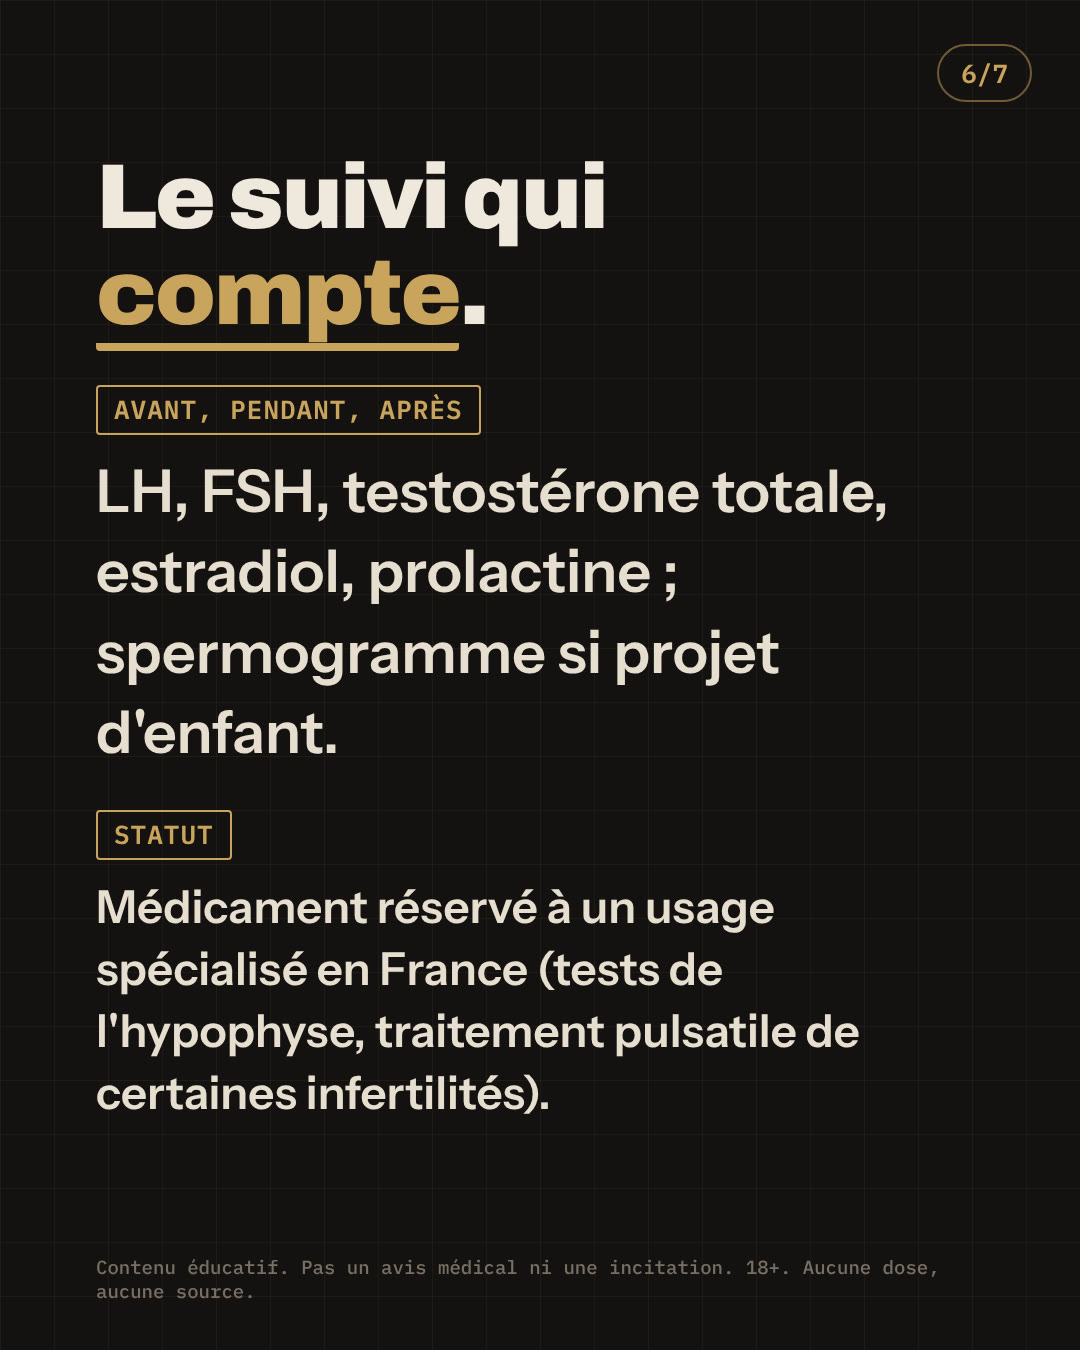 6/7
Le suivi qui
compte.
AVANT, PENDANT, APRÈS
LH, FSH, testostérone totale,
estradiol, prolactine ;
spermogramme si projet
d'enfant.
STATUT
Médicament réservé à un usage
spécialisé en France (tests de
l'hypophyse, traitement pulsatile de
certaines infertilités).
Contenu éducatif. Pas un avis médical ni une incitation. 18+. Aucune dose,
aucune source.